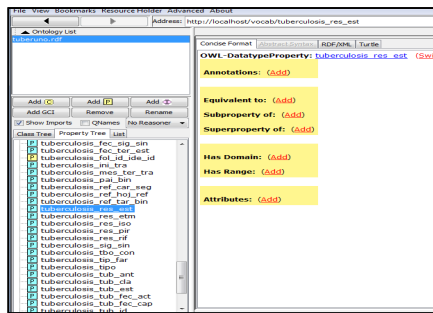 File View Bookmarks Resource Holder Advanced About
Address: http://localhost/vocab/tuberculosis_res_est
Ontology List
tuberuno.rdf
Add C Add P Add I
Add GCI Remove Rename
Show Imports QNames No Reasoner
Class Tree Property Tree List
tuberculosis_fec_sig_sin
tuberculosis_fec_ter_est
tuberculosis_fol_id_ide_id
tuberculosis_ini_tra
tuberculosis_mes_ter_tra
tuberculosis_pai_bin
tuberculosis_ref_car_seg
tuberculosis_ref_hoj_ref
tuberculosis_ref_tar_bin
tuberculosis_res_est
tuberculosis_res_etm
tuberculosis_res_iso
tuberculosis_res_pir
tuberculosis_res_rif
tuberculosis_sig_sin
tuberculosis_tbo_con
tuberculosis_tip_far
tuberculosis_tipo
tuberculosis_tub_ant
tuberculosis_tub_cla
tuberculosis_tub_est
tuberculosis_tub_fec_act
tuberculosis_tub_fec_cap
tuberculosis_tub_id
Concise Format Abstract Syntax RDF/XML Turtle
OWL-DatatypeProperty: tuberculosis_res_est (Swi
Annotations: (Add)
Equivalent to: (Add)
Subproperty of: (Add)
Superproperty of: (Add)
Has Domain: (Add)
Has Range: (Add)
Attributes: (Add)